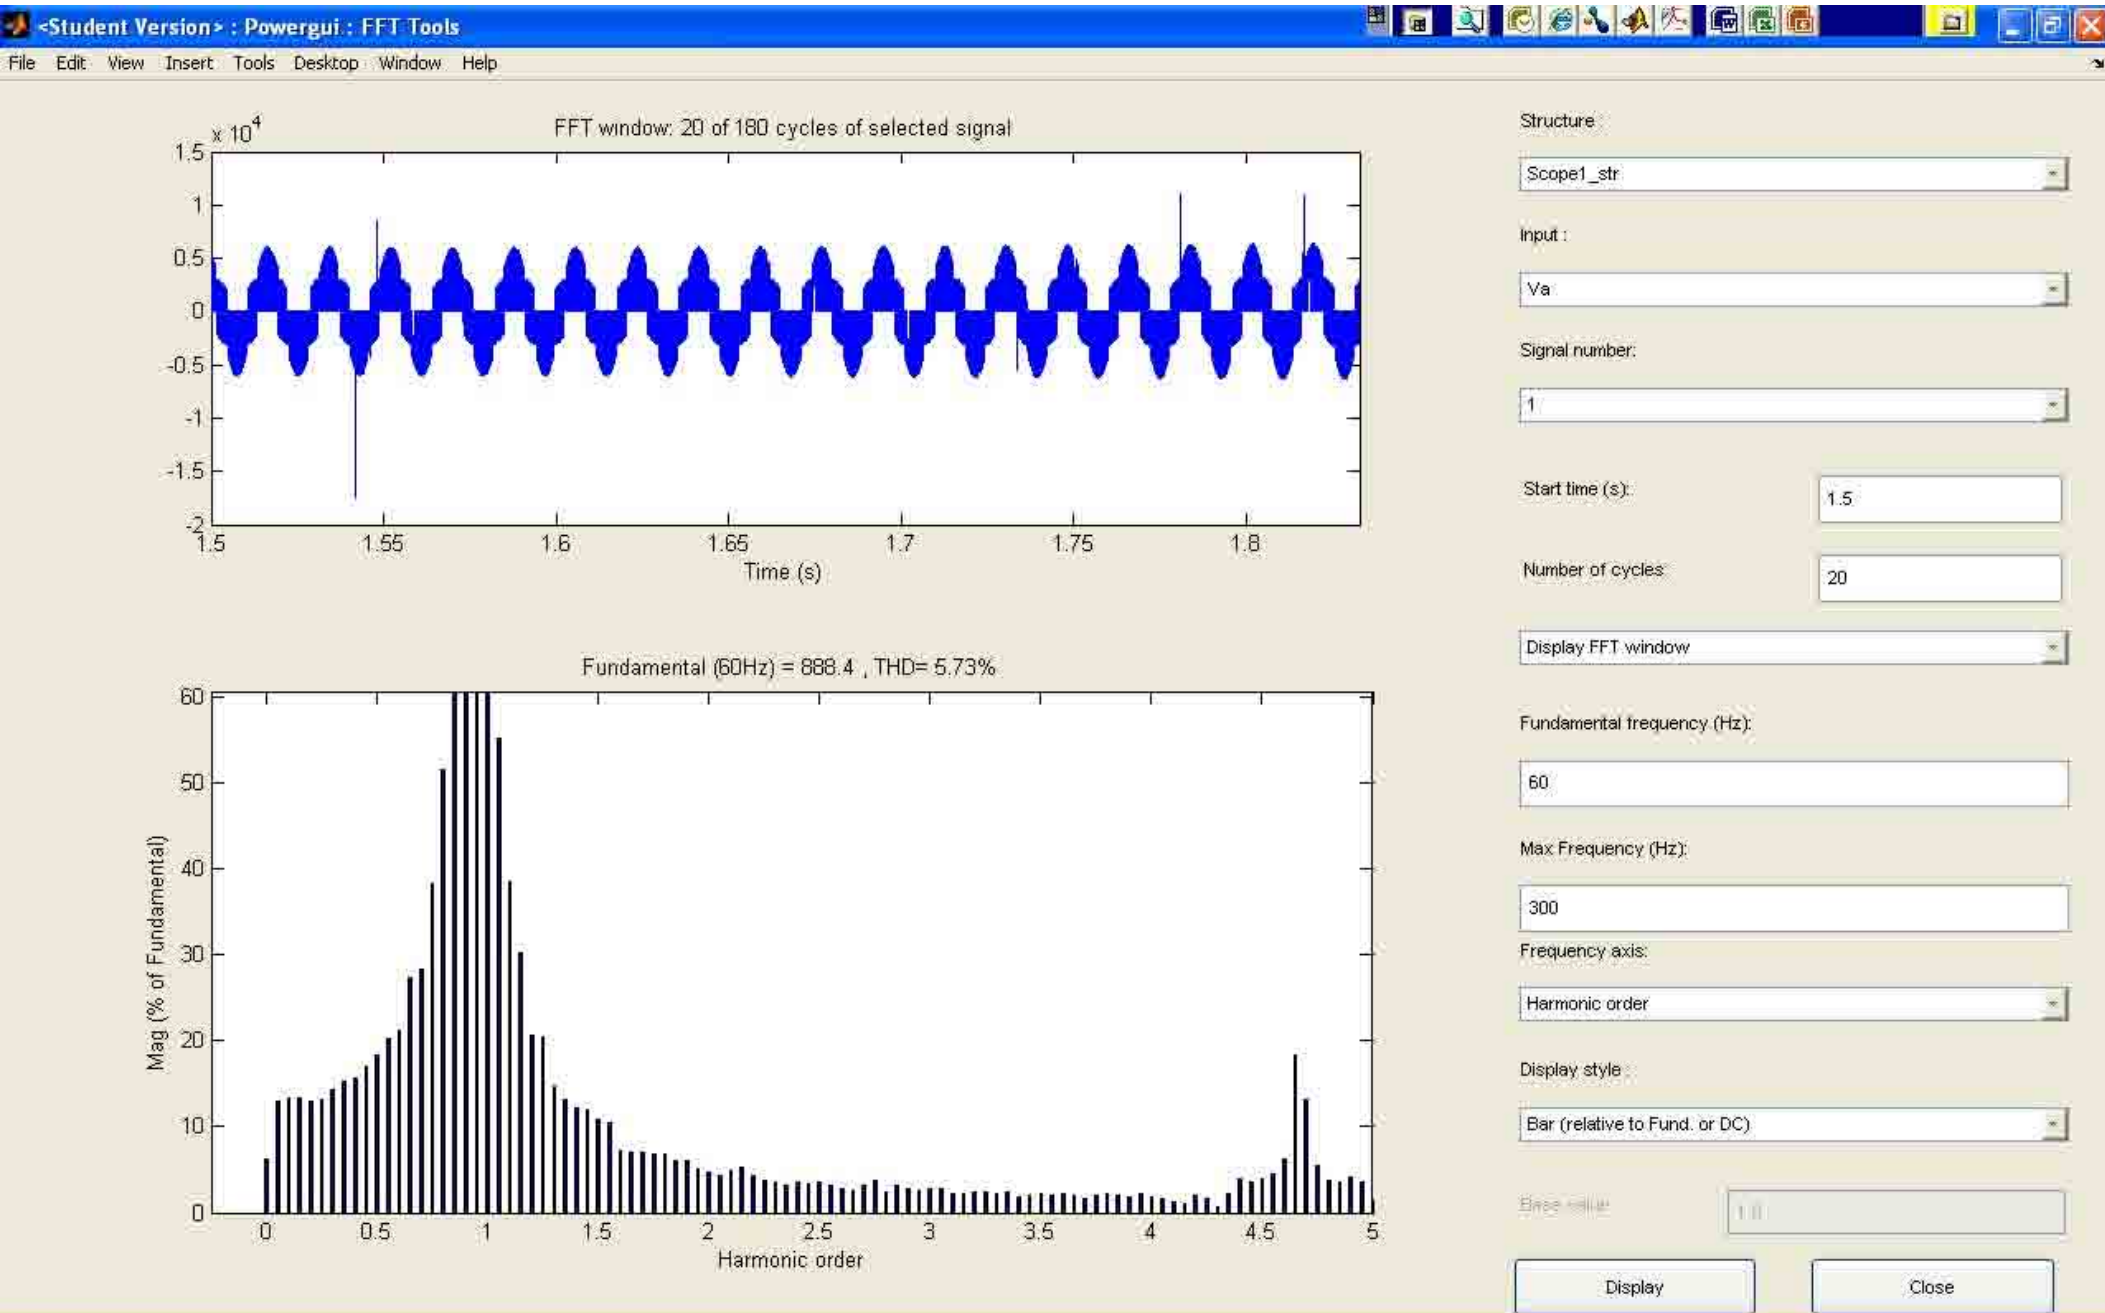 <Student Version> : Powergui : FFT Tools
File Edit View Insert Tools Desktop Window Help
x 10^4
FFT window: 20 of 180 cycles of selected signal
1.5
1
0.5
0
-0.5
-1
-1.5
-2
1.5 1.55 1.6 1.65 1.7 1.75 1.8
Time (s)
Fundamental (60Hz) = 888.4 , THD= 5.73%
60
50
40
30
20
10
0
Mag (% of Fundamental)
0 0.5 1 1.5 2 2.5 3 3.5 4 4.5 5
Harmonic order
Structure :
Scope1_str
Input :
Va
Signal number:
1
Start time (s): 1.5
Number of cycles: 20
Display FFT window
Fundamental frequency (Hz):
60
Max Frequency (Hz):
300
Frequency axis:
Harmonic order
Display style :
Bar (relative to Fund. or DC)
Base value: 1.0
Display Close